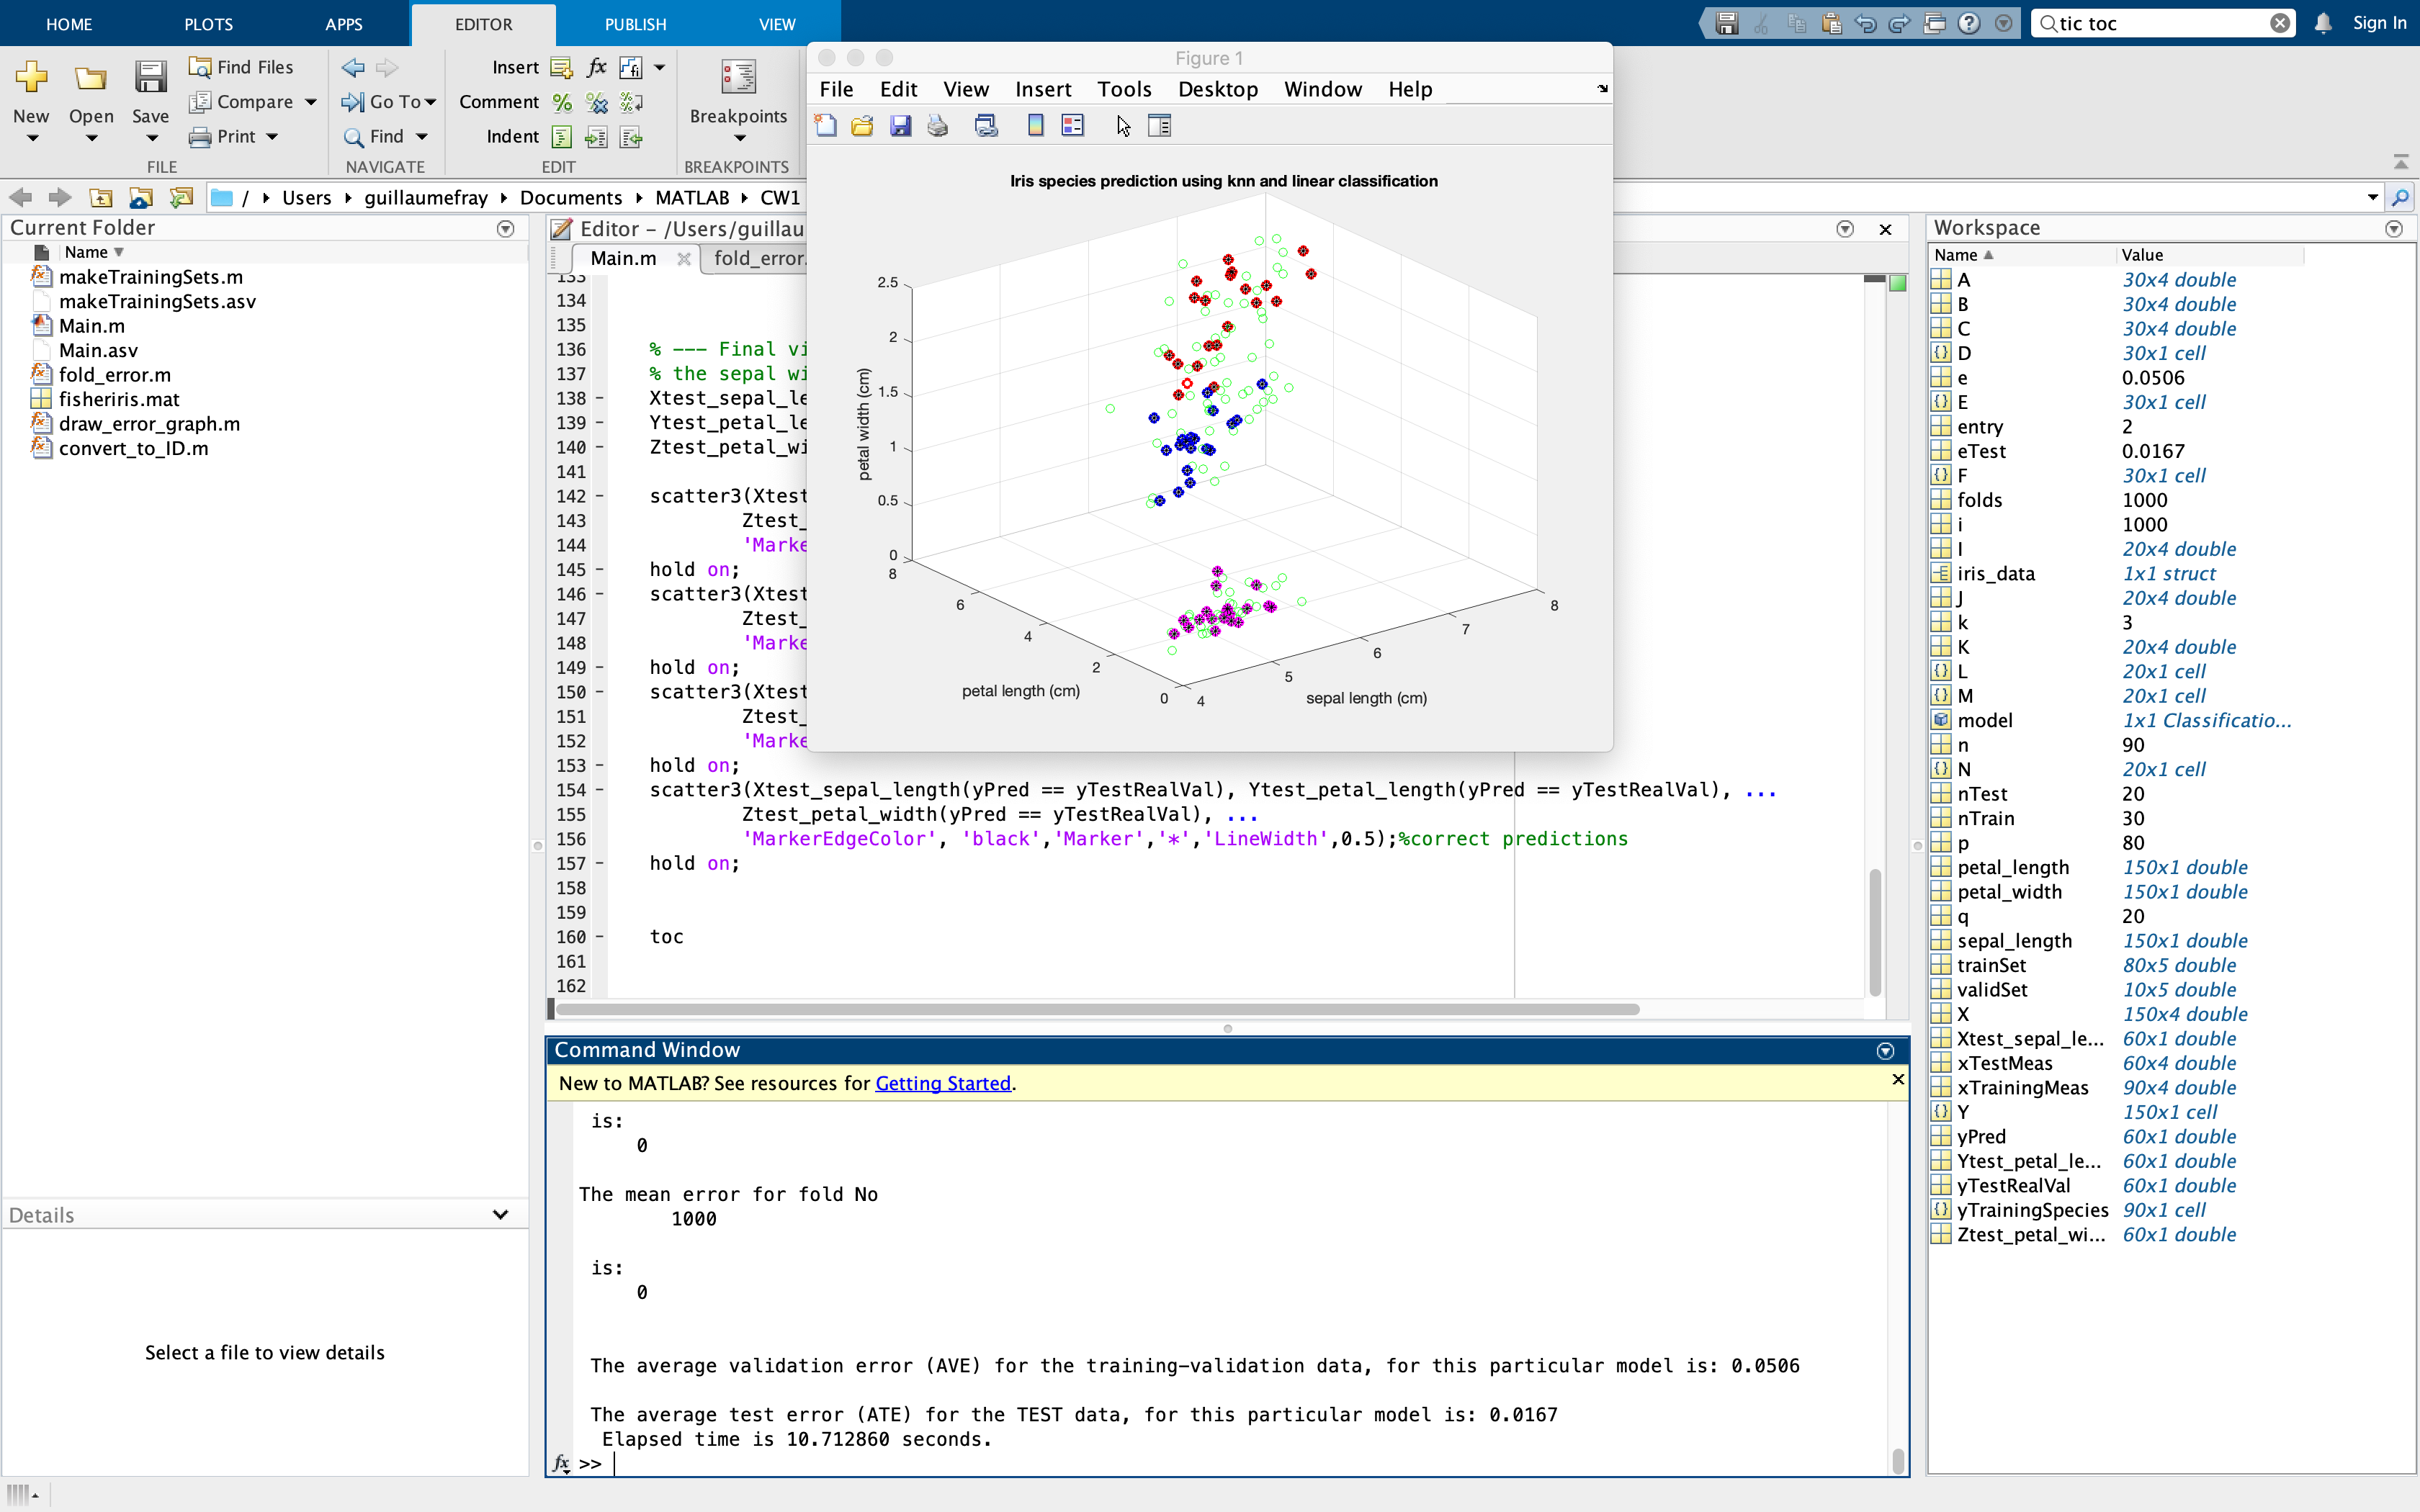 HOME PLOTS APPS EDITOR PUBLISH VIEW tic toc Sign In
New Open Save Find Files Compare Print FILE
Go To Find NAVIGATE
Insert fx fi
Comment
Indent
EDIT
Breakpoints
BREAKPOINTS
/ Users guillaumefray Documents MATLAB CW1
Current Folder
Name
makeTrainingSets.m
makeTrainingSets.asv
Main.m
Main.asv
fold_error.m
fisheriris.mat
draw_error_graph.m
convert_to_ID.m
Details
Select a file to view details
Editor - /Users/guillau
Main.m fold_error.
133
134
135
136 % --- Final vi
137 % the sepal wi
138 - Xtest_sepal_le
139 - Ytest_petal_le
140 - Ztest_petal_wi
141
142 - scatter3(Xtest
143 Ztest_
144 'Marke
145 - hold on;
146 - scatter3(Xtest
147 Ztest_
148 'Marke
149 - hold on;
150 - scatter3(Xtest
151 Ztest_
152 'Marke
153 - hold on;
154 - scatter3(Xtest_sepal_length(yPred == yTestRealVal), Ytest_petal_length(yPred == yTestRealVal), ...
155 Ztest_petal_width(yPred == yTestRealVal), ...
156 'MarkerEdgeColor', 'black','Marker','*','LineWidth',0.5);%correct predictions
157 - hold on;
158
159
160 - toc
161
162
Figure 1
File Edit View Insert Tools Desktop Window Help
Iris species prediction using knn and linear classification
2.5
2
1.5
1
0.5
0
petal width (cm)
8
6
4
2
0
petal length (cm)
4
5
6
7
8
sepal length (cm)
Command Window
New to MATLAB? See resources for Getting Started.
is:
0
The mean error for fold No
1000
is:
0
The average validation error (AVE) for the training-validation data, for this particular model is: 0.0506
The average test error (ATE) for the TEST data, for this particular model is: 0.0167
Elapsed time is 10.712860 seconds.
fx >>
Workspace
Name Value
A 30x4 double
B 30x4 double
C 30x4 double
D 30x1 cell
e 0.0506
E 30x1 cell
entry 2
eTest 0.0167
F 30x1 cell
folds 1000
i 1000
I 20x4 double
iris_data 1x1 struct
J 20x4 double
k 3
K 20x4 double
L 20x1 cell
M 20x1 cell
model 1x1 Classificatio...
n 90
N 20x1 cell
nTest 20
nTrain 30
p 80
petal_length 150x1 double
petal_width 150x1 double
q 20
sepal_length 150x1 double
trainSet 80x5 double
validSet 10x5 double
X 150x4 double
Xtest_sepal_le... 60x1 double
xTestMeas 60x4 double
xTrainingMeas 90x4 double
Y 150x1 cell
yPred 60x1 double
Ytest_petal_le... 60x1 double
yTestRealVal 60x1 double
yTrainingSpecies 90x1 cell
Ztest_petal_wi... 60x1 double